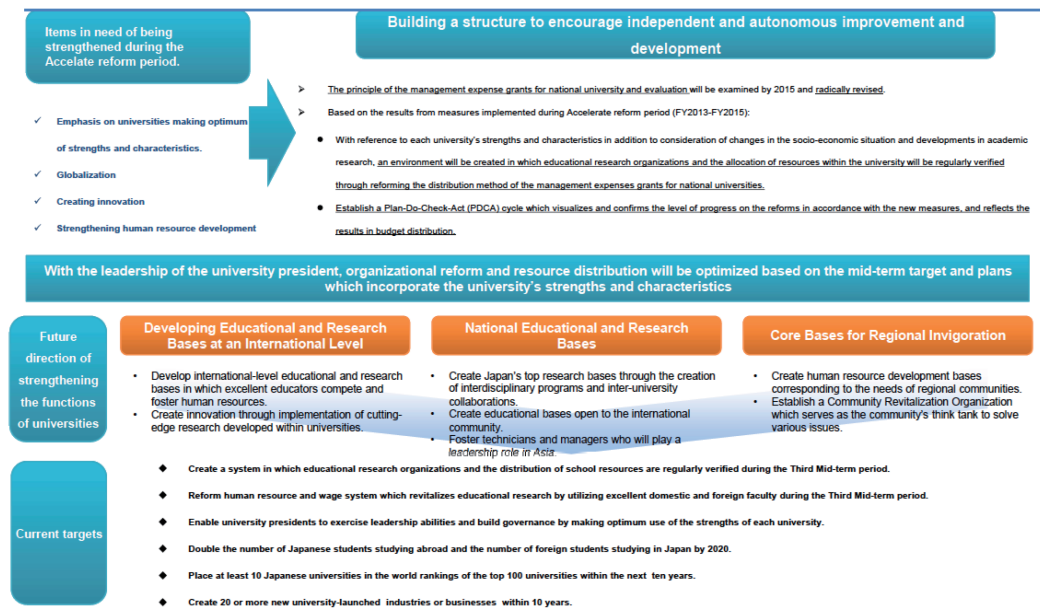 Items in need of being
strengthened during the
Accelate reform period.
✓ Emphasis on universities making optimum
of strengths and characteristics.
✓ Globalization
✓ Creating innovation
✓ Strengthening human resource development
Building a structure to encourage independent and autonomous improvement and
development
➢ The principle of the management expense grants for national university and evaluation will be examined by 2015 and radically revised.
➢ Based on the results from measures implemented during Accelerate reform period (FY2013-FY2015):
● With reference to each university's strengths and characteristics in addition to consideration of changes in the socio-economic situation and developments in academic
research, an environment will be created in which educational research organizations and the allocation of resources within the university will be regularly verified
through reforming the distribution method of the management expenses grants for national universities.
● Establish a Plan-Do-Check-Act (PDCA) cycle which visualizes and confirms the level of progress on the reforms in accordance with the new measures, and reflects the
results in budget distribution.
With the leadership of the university president, organizational reform and resource distribution will be optimized based on the mid-term target and plans
which incorporate the university's strengths and characteristics
Future
direction of
strengthening
the functions
of universities
Developing Educational and Research
Bases at an International Level
• Develop international-level educational and research
bases in which excellent educators compete and
foster human resources.
• Create innovation through implementation of cutting-
edge research developed within universities.
National Educational and Research
Bases
• Create Japan's top research bases through the creation
of interdisciplinary programs and inter-university
collaborations.
• Create educational bases open to the international
community.
• Foster technicians and managers who will play a
leadership role in Asia.
Core Bases for Regional Invigoration
• Create human resource development bases
corresponding to the needs of regional communities.
• Establish a Community Revitalization Organization
which serves as the community's think tank to solve
various issues.
Current targets
◆ Create a system in which educational research organizations and the distribution of school resources are regularly verified during the Third Mid-term period.
◆ Reform human resource and wage system which revitalizes educational research by utilizing excellent domestic and foreign faculty during the Third Mid-term period.
◆ Enable university presidents to exercise leadership abilities and build governance by making optimum use of the strengths of each university.
◆ Double the number of Japanese students studying abroad and the number of foreign students studying in Japan by 2020.
◆ Place at least 10 Japanese universities in the world rankings of the top 100 universities within the next ten years.
◆ Create 20 or more new university-launched industries or businesses within 10 years.